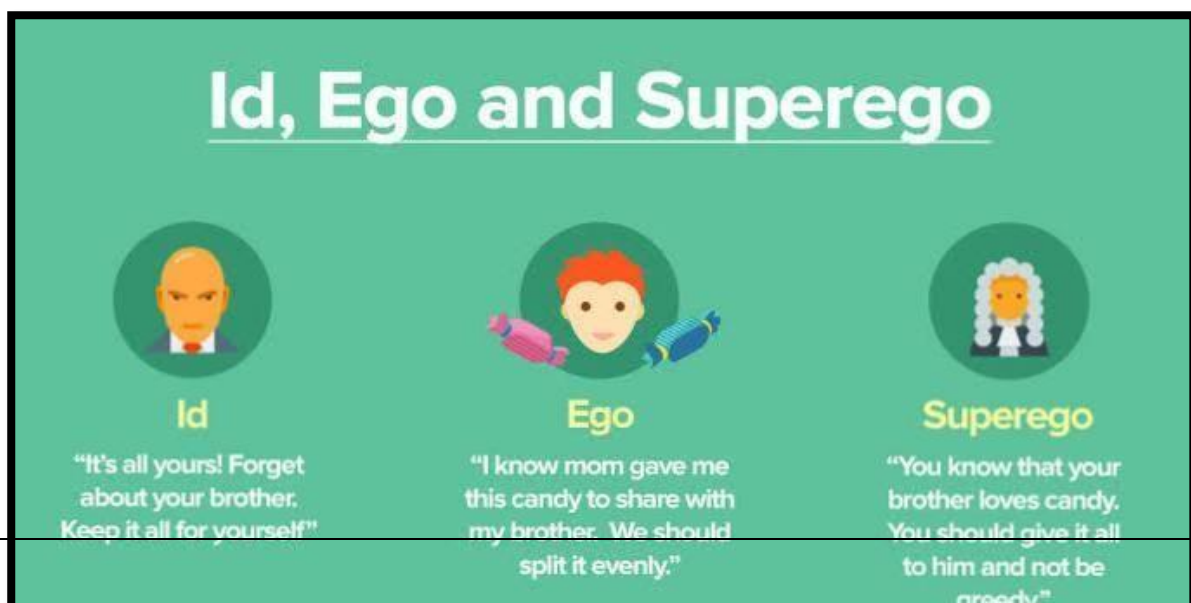 Id, Ego and Superego
Id
"It's all yours! Forget
about your brother.
Keep it all for yourself"
Ego
"I know mom gave me
this candy to share with
my brother. We should
split it evenly."
Superego
"You know that your
brother loves candy.
You should give it all
to him and not be
greedy"